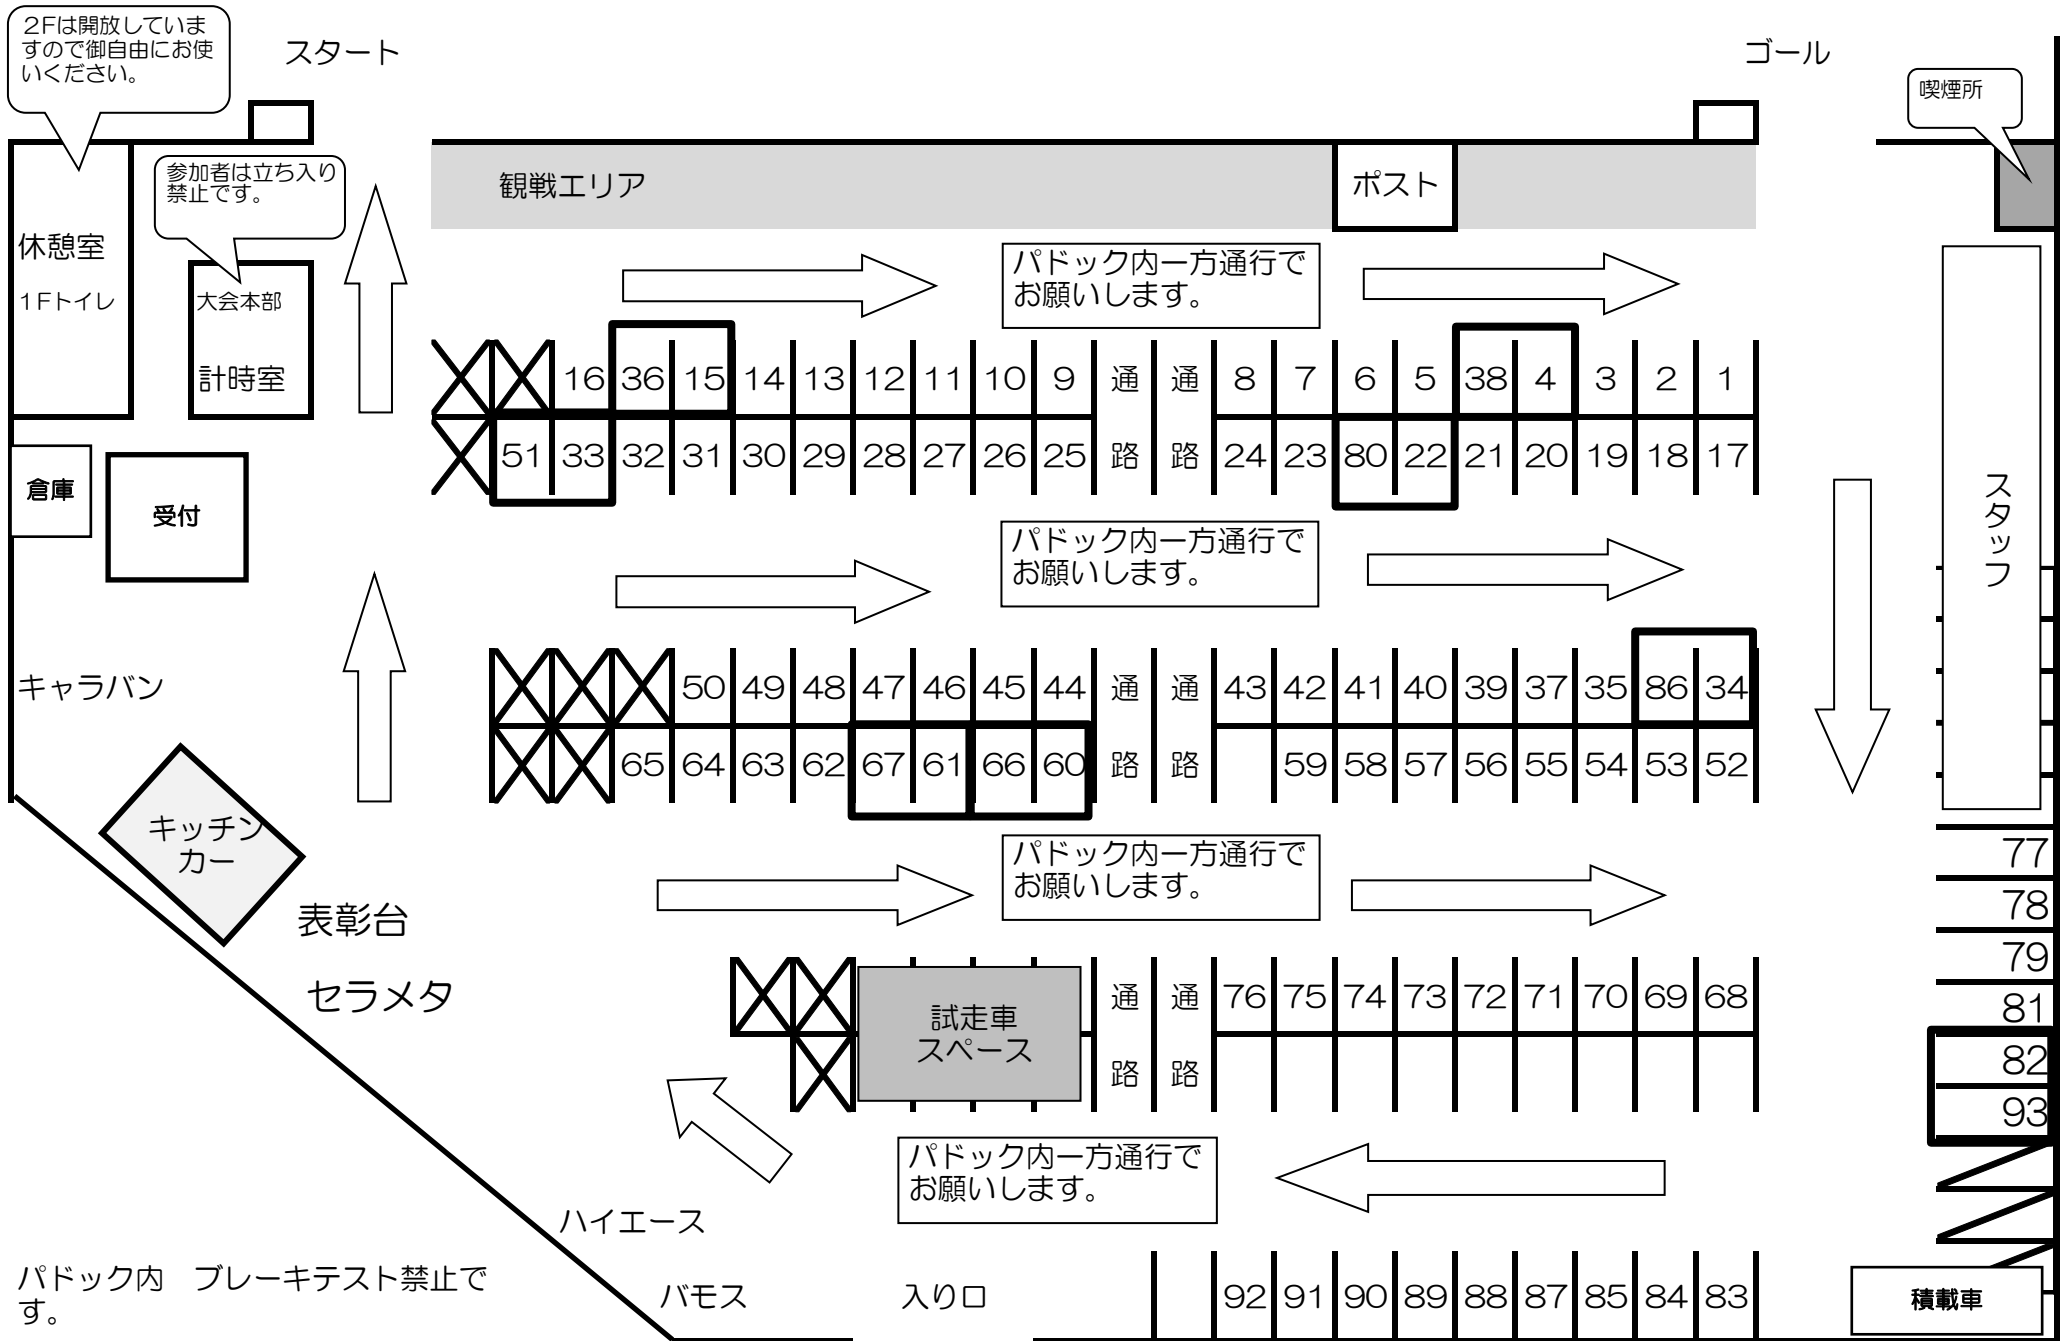 ２Fは開放していま
すので御自由にお使
いください。
スタート
ゴール
喫煙所
参加者は立ち入り
禁止です。
観戦エリア
ポスト
休憩室
１Fトイレ
大会本部
計時室
パドック内一方通行で
お願いします。
16 36 15 14 13 12 11 10 9 通 通 8 7 6 5 38 4 3 2 1
51 33 32 31 30 29 28 27 26 25 路 路 24 23 80 22 21 20 19 18 17
倉庫
受付
スタッフ
パドック内一方通行で
お願いします。
キャラバン
50 49 48 47 46 45 44 通 通 43 42 41 40 39 37 35 86 34
65 64 63 62 67 61 66 60 路 路 59 58 57 56 55 54 53 52
キッチン
カー
パドック内一方通行で
お願いします。
77
78
79
81
82
93
表彰台
セラメタ
試走車
スペース
通 通 76 75 74 73 72 71 70 69 68
路 路
パドック内一方通行で
お願いします。
ハイエース
パドック内　ブレーキテスト禁止で
す。
バモス
入り口
92 91 90 89 88 87 85 84 83
積載車